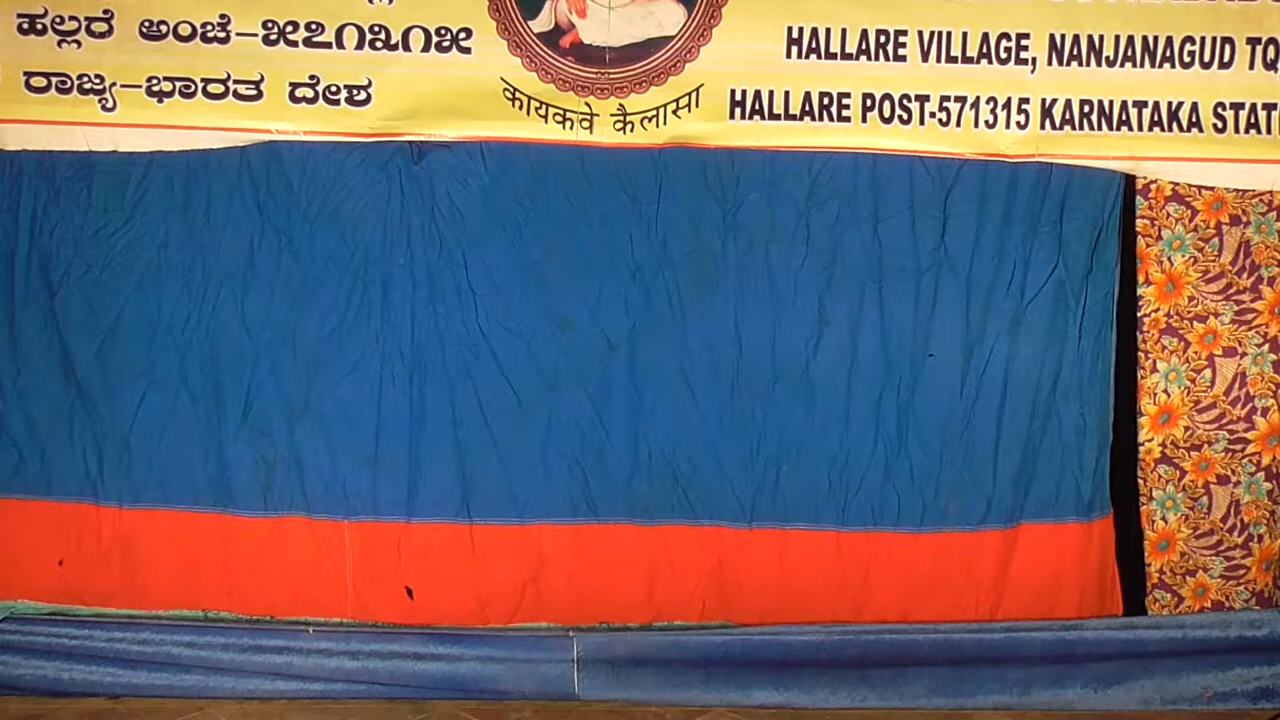 ಹಲ್ಲರೆ ಅಂಚೆ-೫೭೧೩೧೫
ರಾಜ್ಯ-ಭಾರತ ದೇಶ
कायकवे कैलासा
HALLARE VILLAGE, NANJANAGUD TQ
HALLARE POST-571315 KARNATAKA STAT